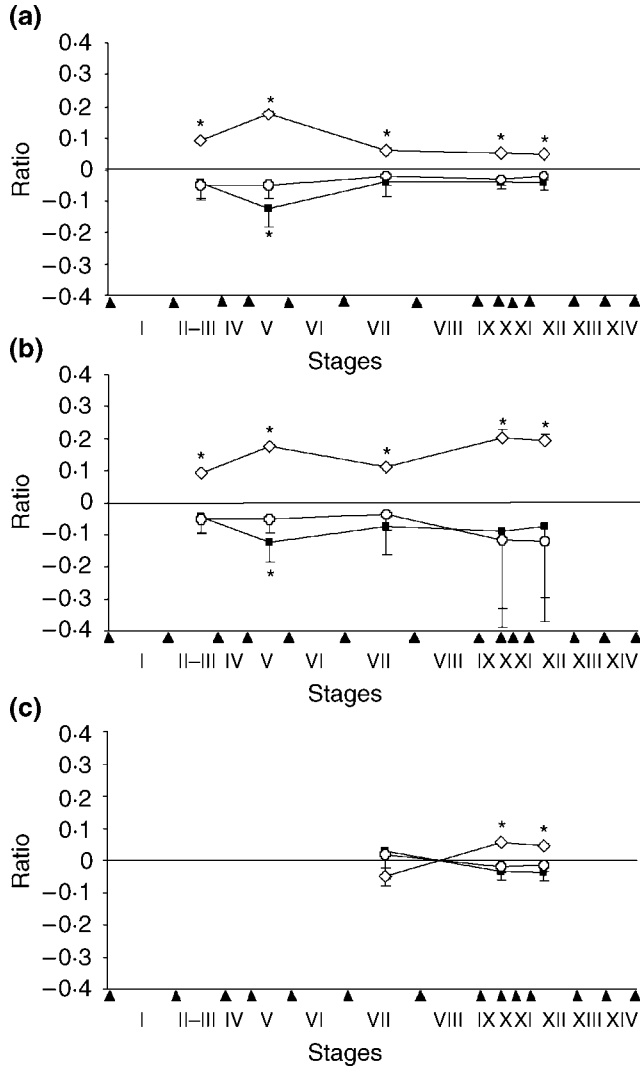 (a)
0·4
0·3
0·2
0·1
0
−0·1
−0·2
−0·3
−0·4
Ratio
* * * * *
*
I II–III IV V VI VII VIII IX X XI XII XIII XIV
Stages
(b)
0·4
0·3
0·2
0·1
0
−0·1
−0·2
−0·3
−0·4
Ratio
* * * * *
*
I II–III IV V VI VII VIII IX X XI XII XIII XIV
Stages
(c)
0·4
0·3
0·2
0·1
0
−0·1
−0·2
−0·3
−0·4
Ratio
* *
I II–III IV V VI VII VIII IX X XI XII XIII XIV
Stages